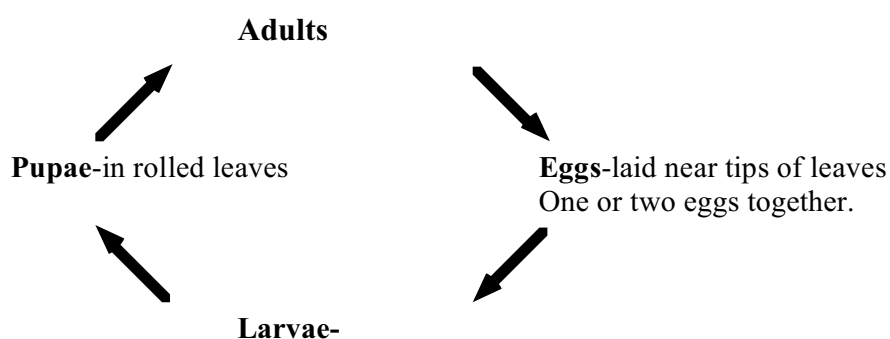 Adults
Pupae-in rolled leaves
Eggs-laid near tips of leaves
One or two eggs together.
Larvae-